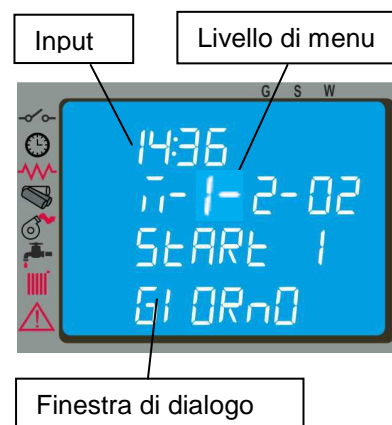 Input
Livello di menu
G S W
14:36
M-1-2-02
StARt 1
GIORnO
Finestra di dialogo